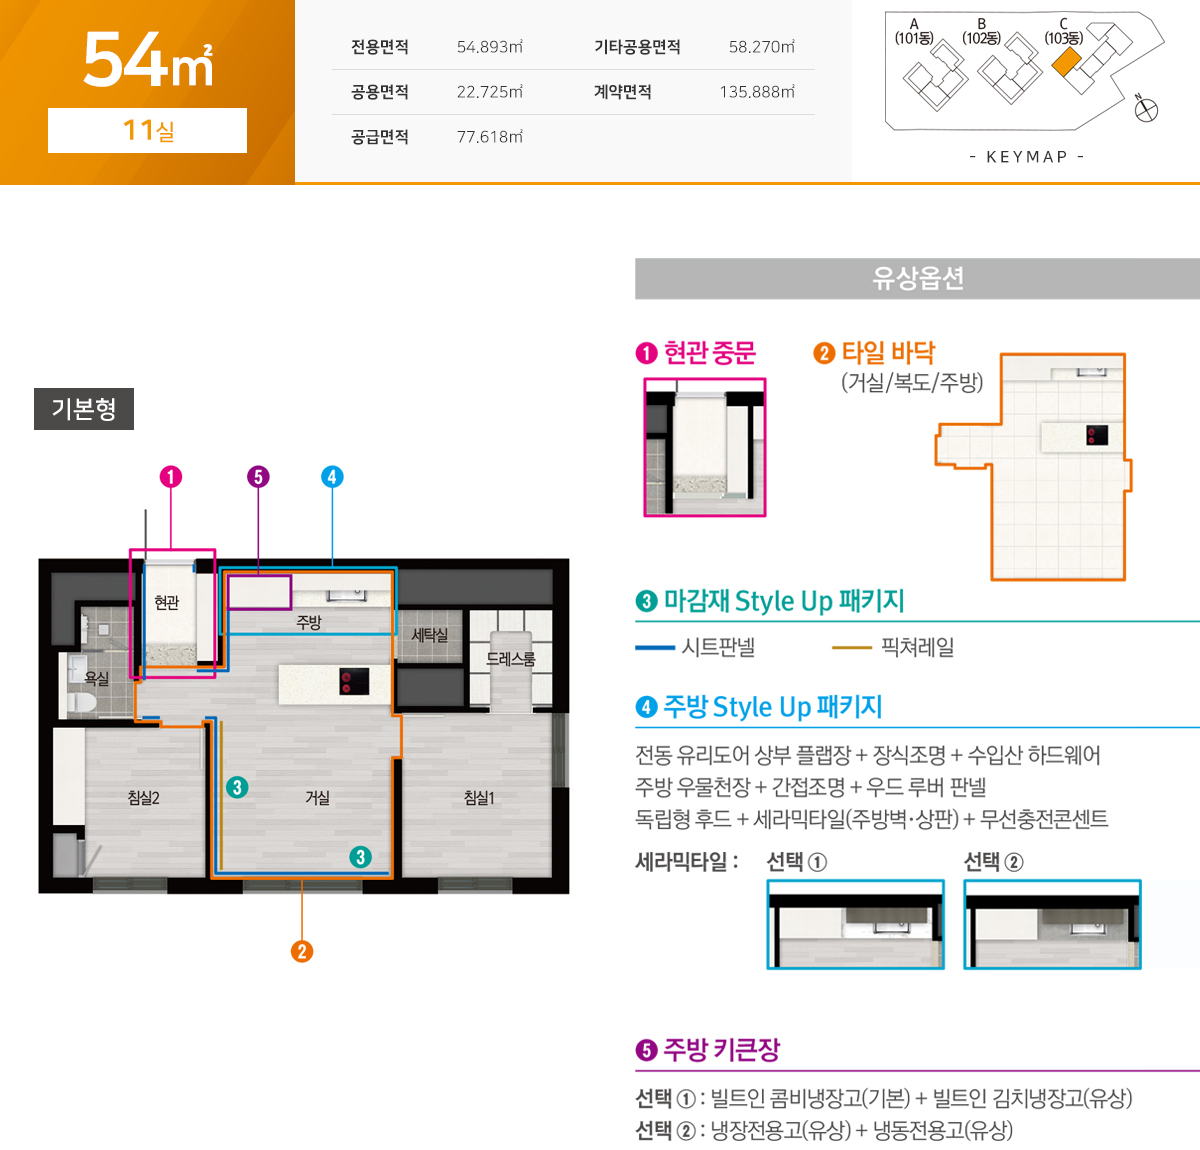 54㎡
11실
전용면적 54.893㎡ 기타공용면적 58.270㎡
공용면적 22.725㎡ 계약면적 135.888㎡
공급면적 77.618㎡
A
(101동)
B
(102동)
C
(103동)
N
- KEYMAP -
유상옵션
1 현관 중문
2 타일 바닥
(거실/복도/주방)
기본형
1
5
4
현관
주방
세탁실
드레스룸
욕실
3
침실2
거실
침실1
3
2
3 마감재 Style Up 패키지
시트판넬
픽쳐레일
4 주방 Style Up 패키지
전동 유리도어 상부 플랩장 + 장식조명 + 수입산 하드웨어
주방 우물천장 + 간접조명 + 우드 루버 판넬
독립형 후드 + 세라믹타일(주방벽·상판) + 무선충전콘센트
세라믹타일 : 선택 ① 선택 ②
5 주방 키큰장
선택 ① : 빌트인 콤비냉장고(기본) + 빌트인 김치냉장고(유상)
선택 ② : 냉장전용고(유상) + 냉동전용고(유상)